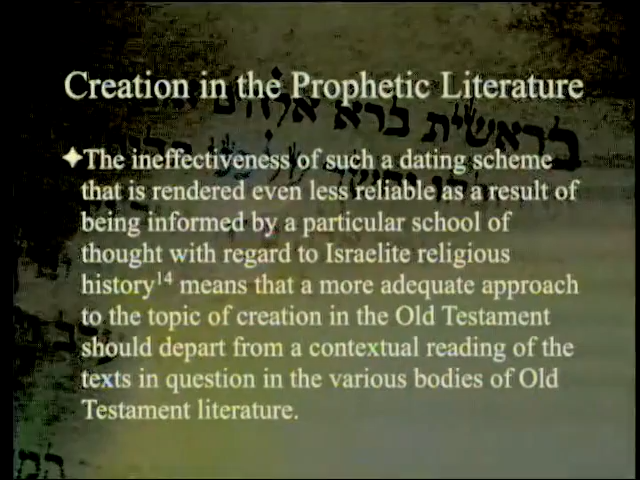 Creation in the Prophetic Literature
בראשית ברא אלהים
✦The ineffectiveness of such a dating scheme
that is rendered even less reliable as a result of
being informed by a particular school of
thought with regard to Israelite religious
history14 means that a more adequate approach
to the topic of creation in the Old Testament
should depart from a contextual reading of the
texts in question in the various bodies of Old
Testament literature.